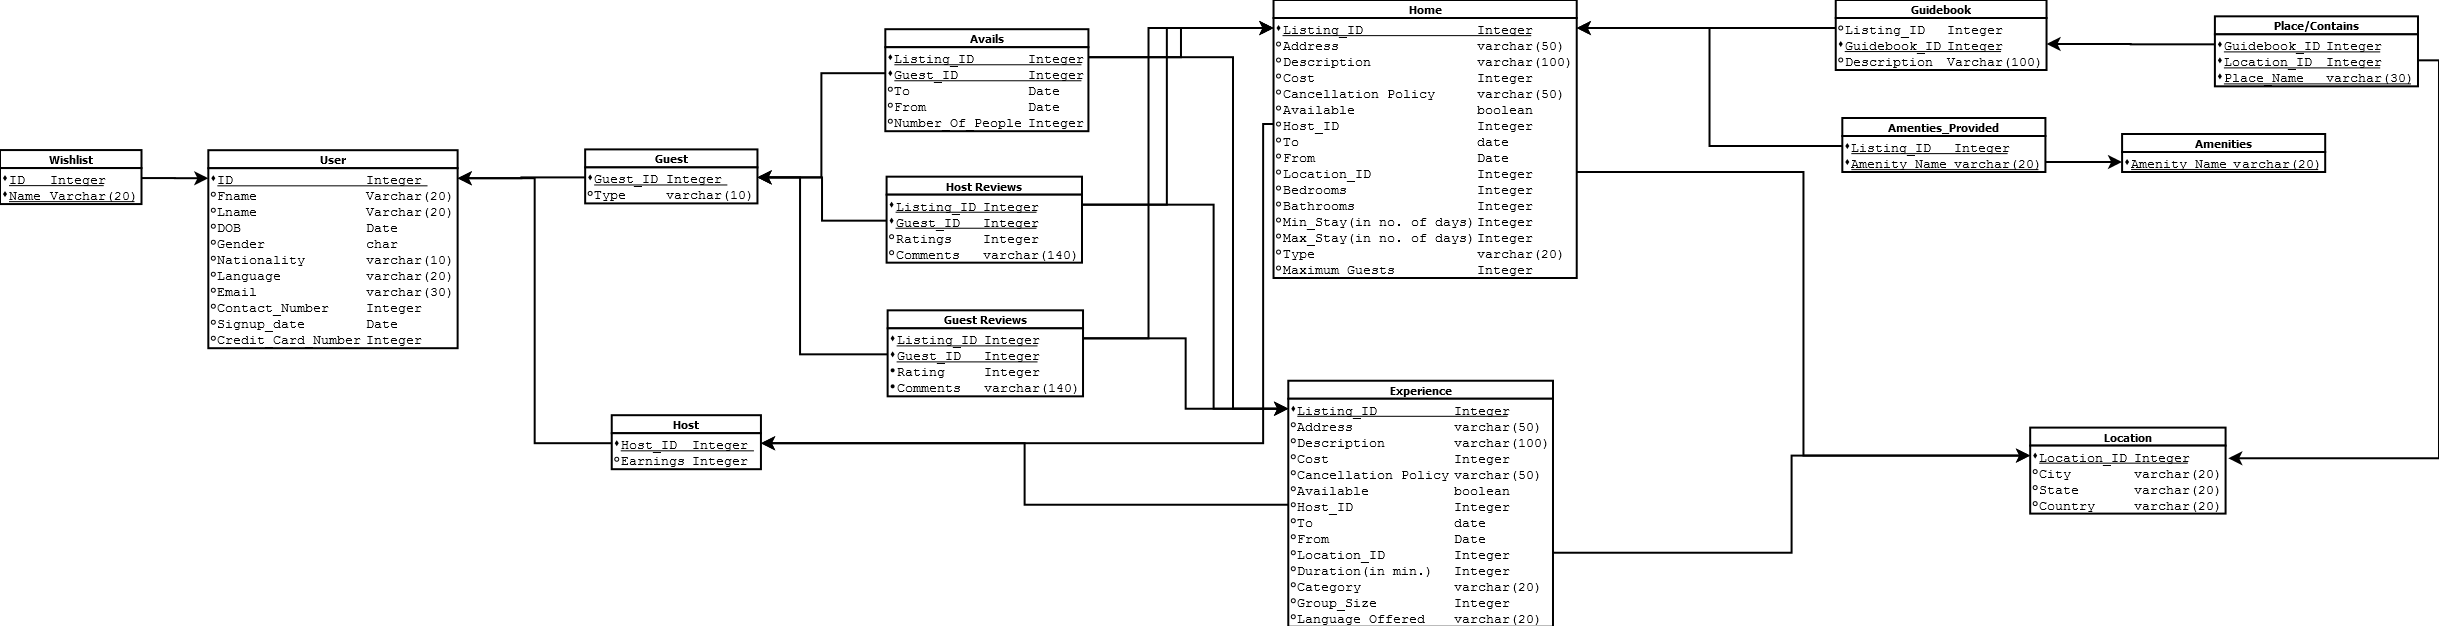 Wishlist
ID Integer
Name Varchar(20)
User
ID Integer
Fname Varchar(20)
Lname Varchar(20)
DOB Date
Gender char
Nationality varchar(10)
Language varchar(20)
Email varchar(30)
Contact_Number Integer
Signup_date Date
Credit_Card_Number Integer
Guest
Guest_ID Integer
Type varchar(10)
Host
Host_ID Integer
Earnings Integer
Avails
Listing_ID Integer
Guest_ID Integer
To Date
From Date
Number_Of_People Integer
Host Reviews
Listing_ID Integer
Guest_ID Integer
Ratings Integer
Comments varchar(140)
Guest Reviews
Listing_ID Integer
Guest_ID Integer
Rating Integer
Comments varchar(140)
Home
Listing_ID Integer
Address varchar(50)
Description varchar(100)
Cost Integer
Cancellation Policy varchar(50)
Available boolean
Host_ID Integer
To date
From Date
Location_ID Integer
Bedrooms Integer
Bathrooms Integer
Min_Stay(in no. of days) Integer
Max_Stay(in no. of days) Integer
Type varchar(20)
Maximum Guests Integer
Experience
Listing_ID Integer
Address varchar(50)
Description varchar(100)
Cost Integer
Cancellation Policy varchar(50)
Available boolean
Host_ID Integer
To date
From Date
Location_ID Integer
Duration(in min.) Integer
Category varchar(20)
Group_Size Integer
Language Offered varchar(20)
Guidebook
Listing_ID Integer
Guidebook_ID Integer
Description Varchar(100)
Amenties_Provided
Listing_ID Integer
Amenity_Name varchar(20)
Place/Contains
Guidebook_ID Integer
Location_ID Integer
Place_Name varchar(30)
Amenities
Amenity_Name varchar(20)
Location
Location_ID Integer
City varchar(20)
State varchar(20)
Country varchar(20)